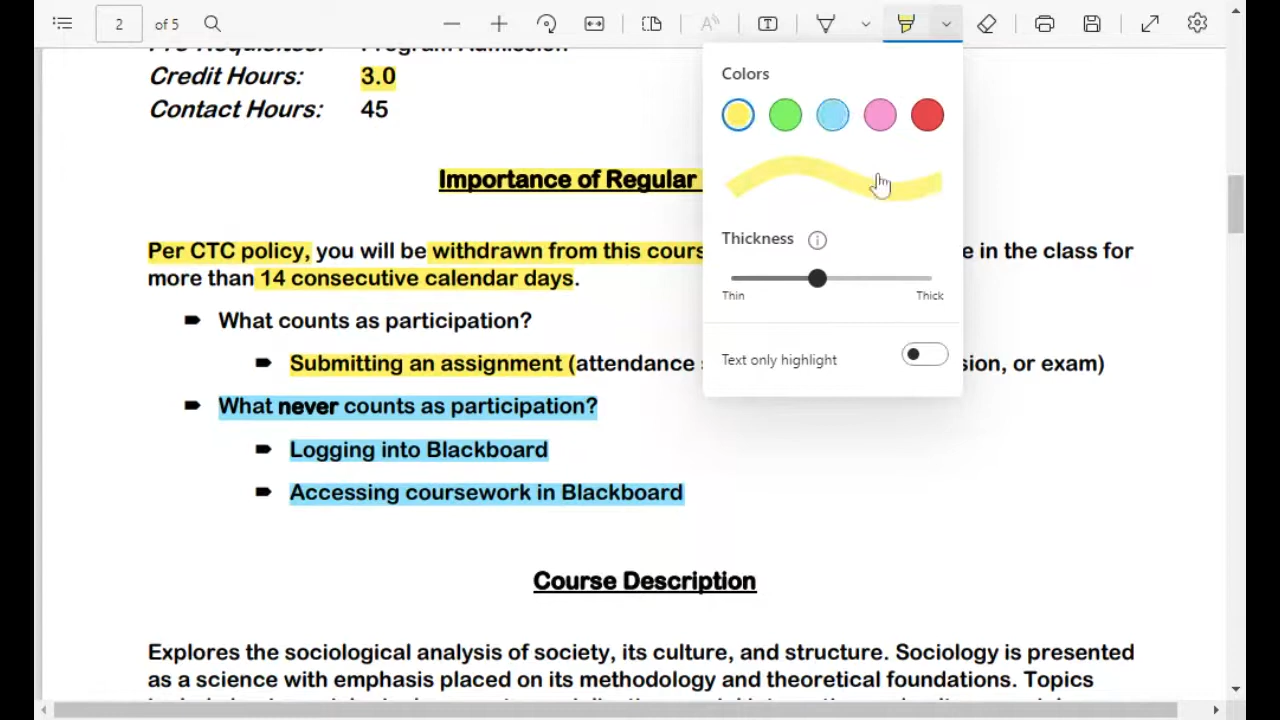 2 of 5
Pre-Requisites: Program Admission
Credit Hours: 3.0
Contact Hours: 45
Importance of Regular
Per CTC policy, you will be withdrawn from this cours e in the class for
more than 14 consecutive calendar days.
What counts as participation?
Submitting an assignment (attendance s sion, or exam)
What never counts as participation?
Logging into Blackboard
Accessing coursework in Blackboard
Course Description
Explores the sociological analysis of society, its culture, and structure. Sociology is presented
as a science with emphasis placed on its methodology and theoretical foundations. Topics
Colors
Thickness
Thin Thick
Text only highlight